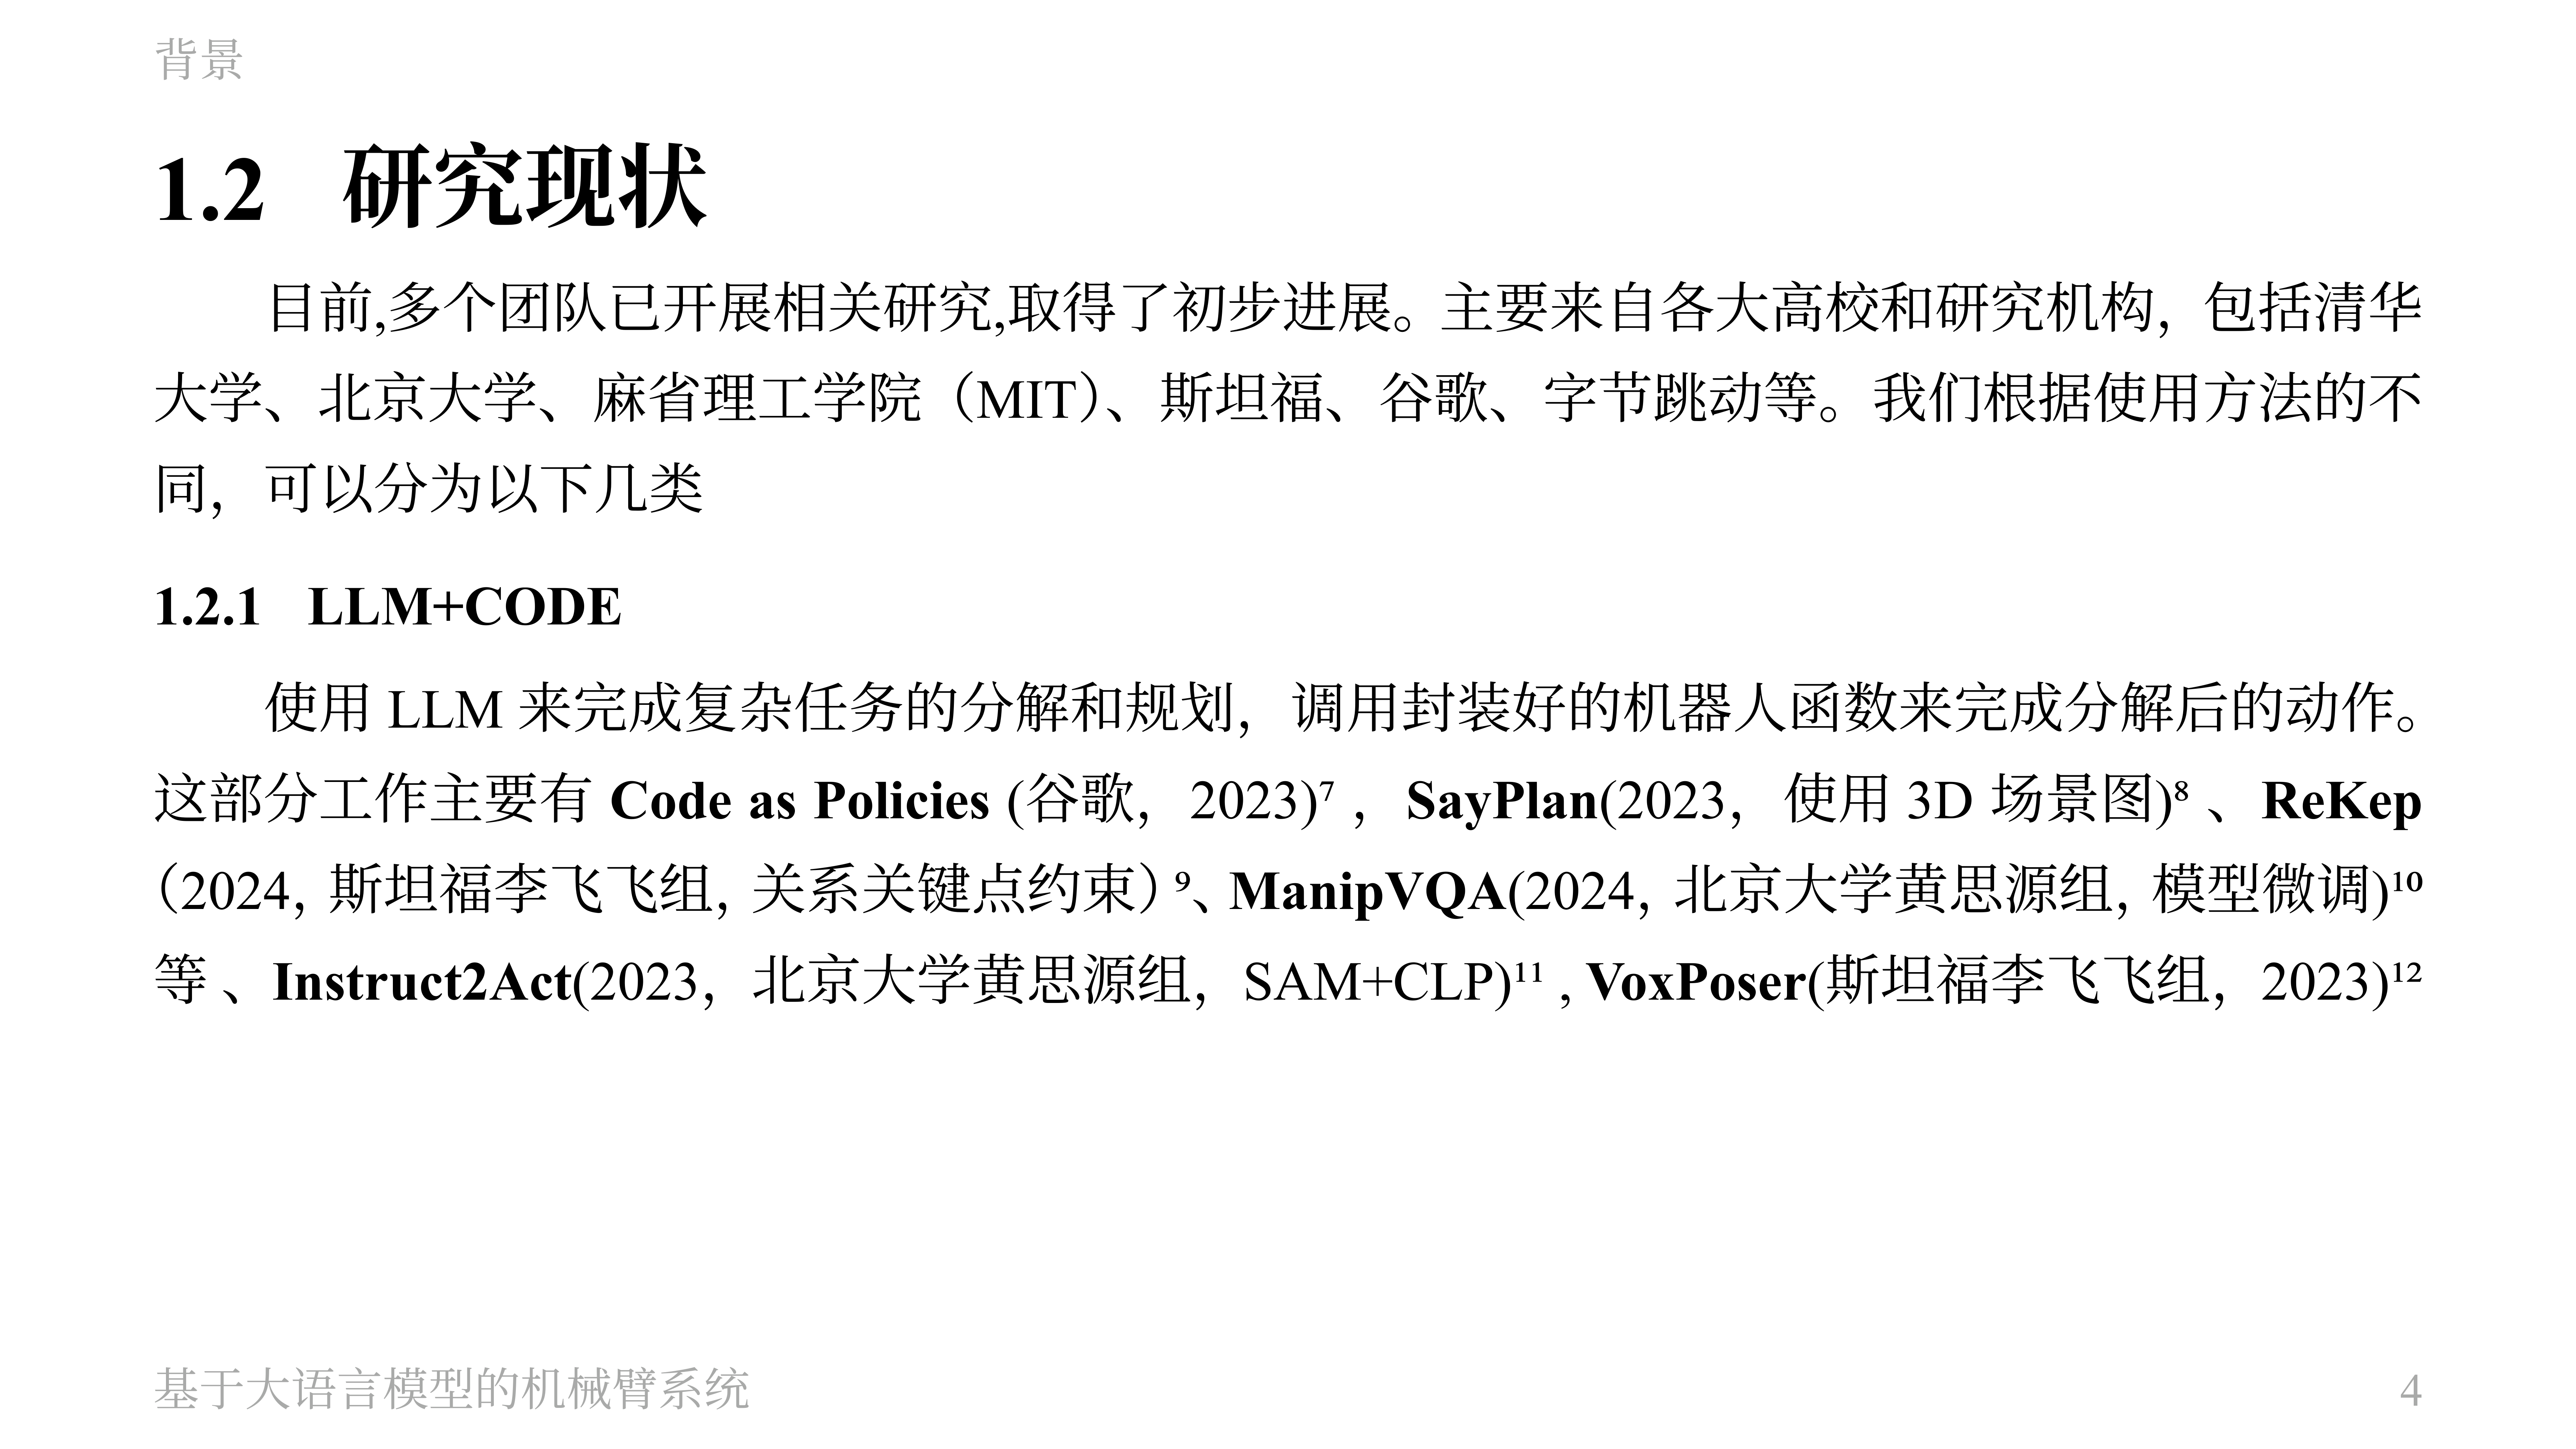 背景
1.2 研究现状
目前,多个团队已开展相关研究,取得了初步进展。主要来自各大高校和研究机构，包括清华
大学、北京大学、麻省理工学院（MIT）、斯坦福、谷歌、字节跳动等。我们根据使用方法的不
同，可以分为以下几类
1.2.1 LLM+CODE
使用 LLM 来完成复杂任务的分解和规划，调用封装好的机器人函数来完成分解后的动作。
这部分工作主要有 Code as Policies (谷歌，2023)⁷ ，SayPlan(2023，使用 3D 场景图)⁸ 、ReKep
（2024，斯坦福李飞飞组，关系关键点约束）⁹、ManipVQA(2024，北京大学黄思源组，模型微调)¹⁰
等 、Instruct2Act(2023，北京大学黄思源组，SAM+CLP)¹¹ , VoxPoser(斯坦福李飞飞组，2023)¹²
基于大语言模型的机械臂系统
4